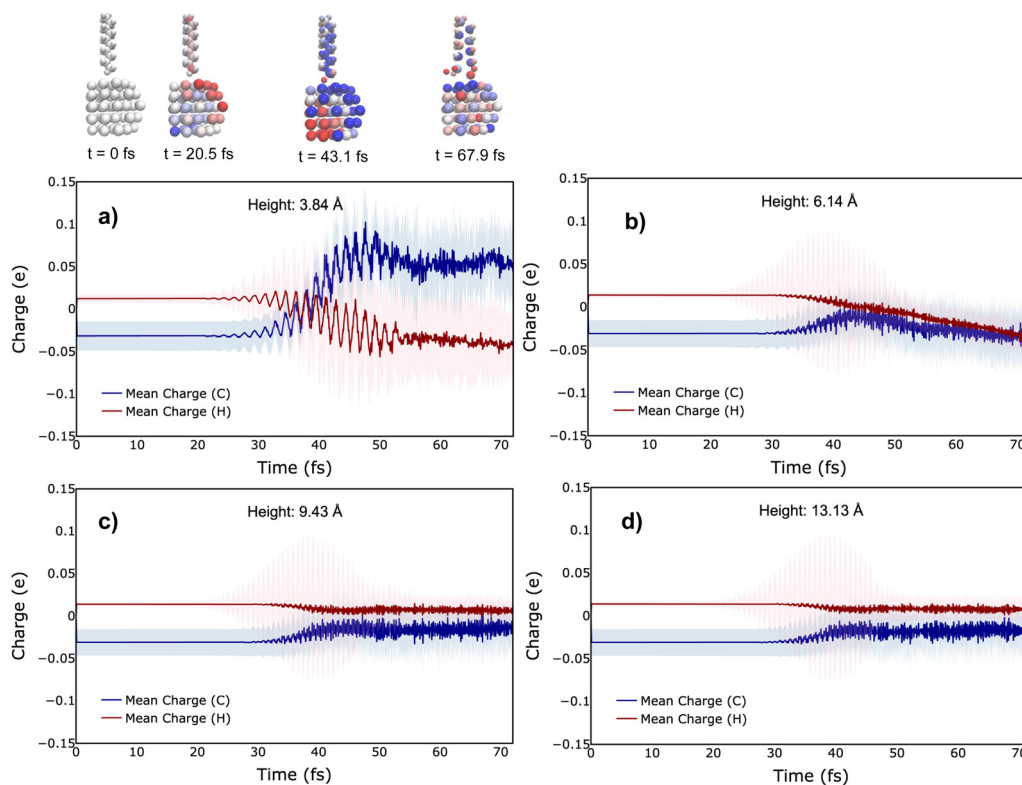 t = 0 fs t = 20.5 fs t = 43.1 fs t = 67.9 fs
a)
Height: 3.84 Å
0.15
0.1
0.05
0
−0.05
−0.1
−0.15
Charge (e)
Mean Charge (C)
Mean Charge (H)
0 10 20 30 40 50 60 70
Time (fs)
b)
Height: 6.14 Å
0.15
0.1
0.05
0
−0.05
−0.1
−0.15
Charge (e)
Mean Charge (C)
Mean Charge (H)
0 10 20 30 40 50 60 70
Time (fs)
c)
Height: 9.43 Å
0.15
0.1
0.05
0
−0.05
−0.1
−0.15
Charge (e)
Mean Charge (C)
Mean Charge (H)
0 10 20 30 40 50 60 70
Time (fs)
d)
Height: 13.13 Å
0.15
0.1
0.05
0
−0.05
−0.1
−0.15
Charge (e)
Mean Charge (C)
Mean Charge (H)
0 10 20 30 40 50 60 70
Time (fs)